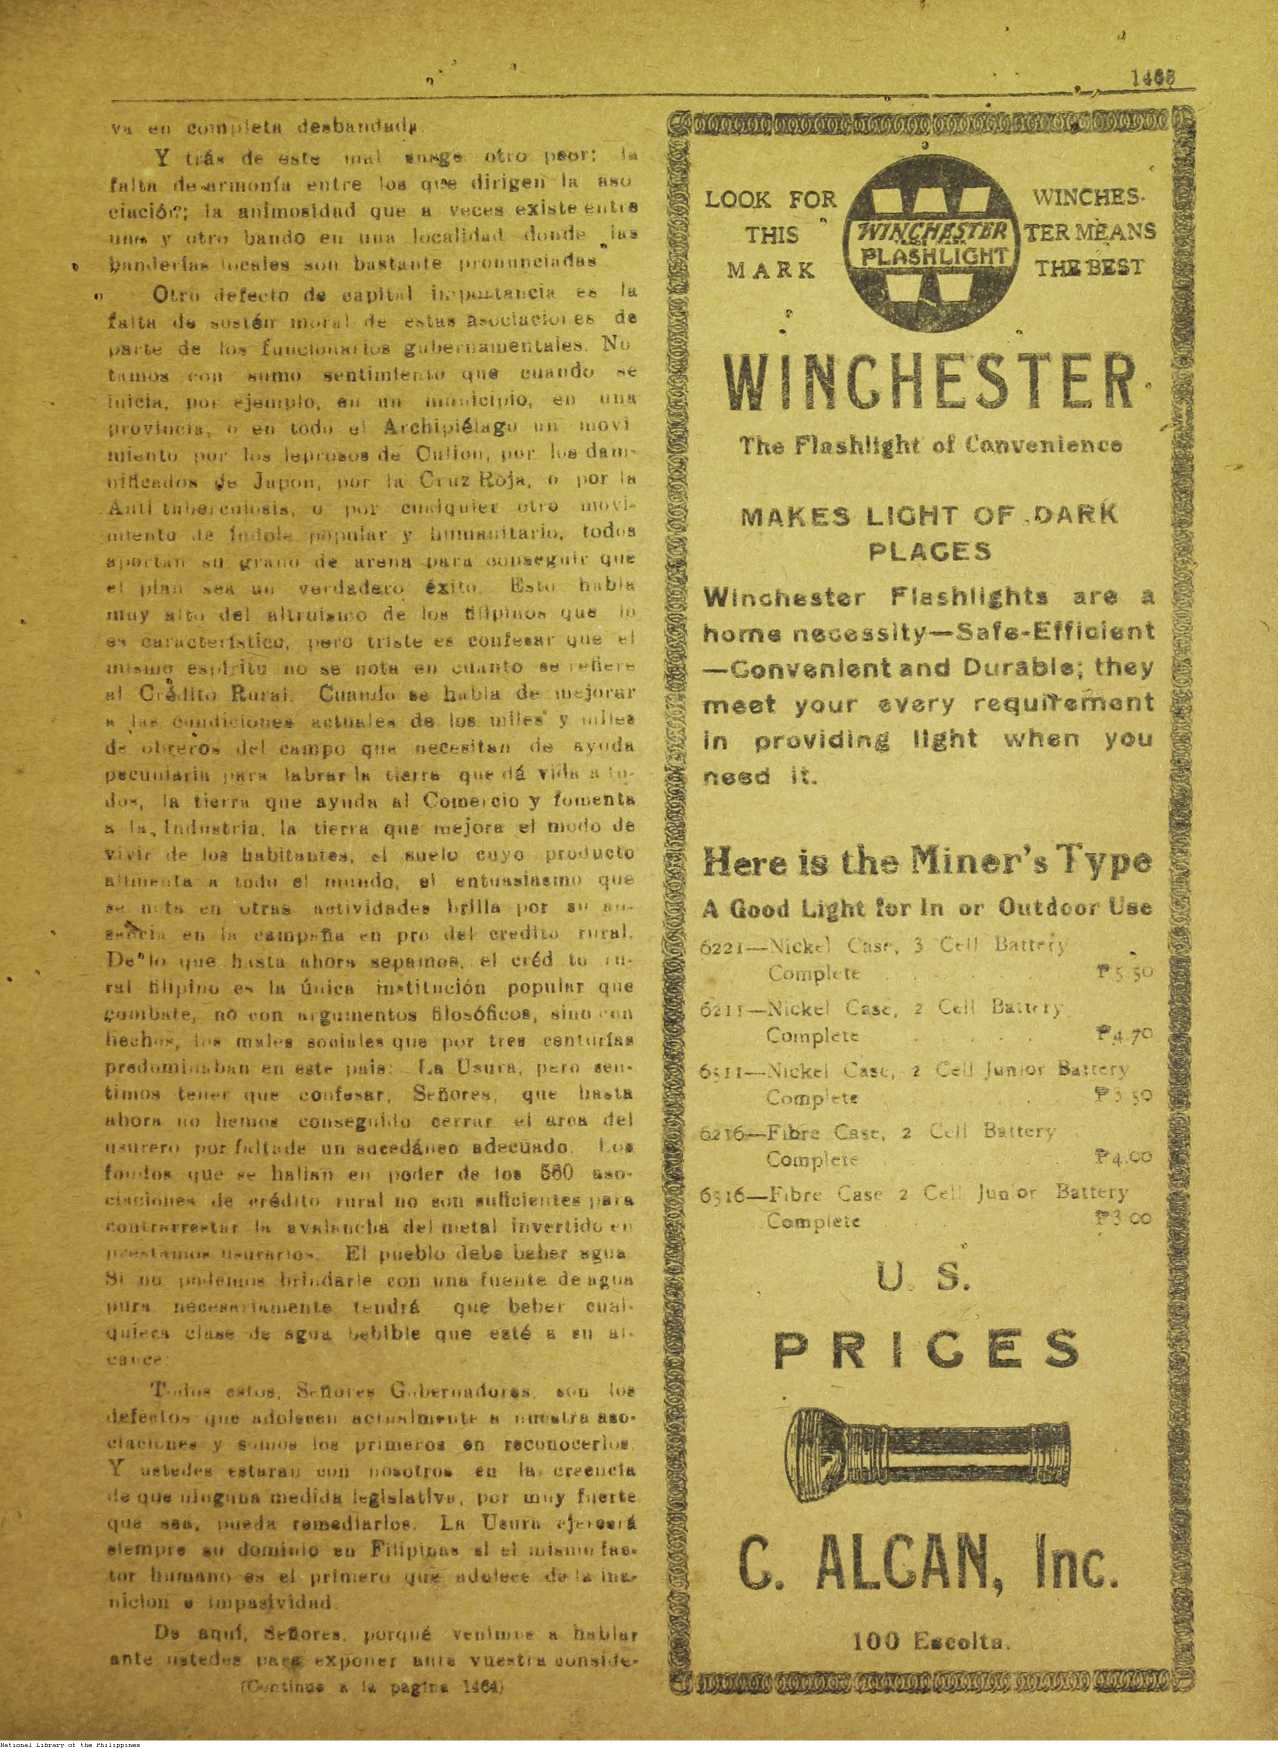 va en completa desbandada.
Y trás de este mal surge otro peor: la
falta de armonía entre los que dirigen la aso
ciación; la animosidad que a veces existe entre
uno y otro bando en una localidad donde las
banderías locales son bastante pronunciadas
Otro defecto de capital importancia es la
falta de sostén moral de estas asociaciones de
parte de los funcionarios gubernamentales. No
tamos con sumo sentimiento que cuando se
inicia, por ejemplo, en un municipio, en una
provincia, o en todo el Archipiélago un movi
miento por los leprosos de Culion, por los dam-
nificados de Japon, por la Cruz Roja, o por la
Anti tuberculosis, o por cualquier otro movi-
miento de índole popular y humanitario, todos
aportan su grano de arena para conseguir que
el plan sea un verdadero éxito. Esto habla
muy alto del altruismo de los filipinos que lo
es característico, pero triste es confesar que el
mismo espíritu no se nota en cuanto se refiere
al Crédito Rural. Cuando se habla de mejorar
a las condiciones actuales de los miles y miles
de obreros del campo que necesitan de ayuda
pecuniaria para labrar la tierra que dá vida a to-
dos, la tierra que ayuda al Comercio y fomenta
a la Industria, la tierra que mejora el modo de
vivir de los habitantes, el suelo cuyo producto
alimenta a todo el mundo, el entusiasmo que
se nota en otras actividades brilla por su au-
sencia en la campaña en pro del credito rural.
De lo que hasta ahora sepamos, el crédito ru-
ral filipino es la única institución popular que
combate, no con argumentos filosóficos, sino con
hechos, los males sociales que por tres centurias
predominaban en este pais: La Usura, pero sen-
timos tener que confesar, Señores, que hasta
ahora no hemos conseguido cerrar el arca del
usurero por falta de un sucedáneo adecuado. Los
fondos que se hallan en poder de los 560 aso-
ciaciones de crédito rural no son suficientes para
contrarrestar la avalancha del metal invertido en
prestamos usurarios. El pueblo debe beber agua
Si no podemos brindarle con una fuente de agua
pura necesariamente tendrá que beber cual-
quiera clase de agua bebible que esté a su al-
cance.
Todos estos, Señores Gobernadores, son los
defectos que adolecen actualmente a nuestra aso-
ciaciones y somos los primeros en reconocerlos.
Y ustedes estaran con nosotros en la creencia
de que ninguna medida legislativa, por muy fuerte
que sea, pueda remediarlos. La Usura ejercerá
siempre su dominio en Filipinas si el mismo fac-
tor humano es el primero que adolece de la ina-
nicion e impasividad.
De aquí, Señores, porqué venimos a hablar
ante ustedes para exponer ante vuestra conside-
(Continua a la pagina 1464)
LOOK FOR
THIS
MARK
WINCHESTER
FLASHLIGHT
WINCHES-
TER MEANS
THE BEST
WINCHESTER
The Flashlight of Convenience
MAKES LIGHT OF DARK
PLACES
Winchester Flashlights are a
home necessity—Safe-Efficient
—Convenient and Durable; they
meet your every requirement
in providing light when you
need it.
Here is the Miner's Type
A Good Light for In or Outdoor Use
6221—Nickel Case, 3 Cell Battery
Complete . . . . . ₱5.50
6211—Nickel Case, 2 Cell Battery
Complete . . . . . ₱4.70
6511—Nickel Case, 2 Cell Junior Battery
Complete . . . . . ₱3.50
6216—Fibre Case, 2 Cell Battery
Complete . . . . . ₱4.00
6516—Fibre Case 2 Cell Junior Battery
Complete . . . . . ₱3.00
U. S.
PRICES
C. ALCAN, Inc.
100 Escolta.
National Library of the Philippines